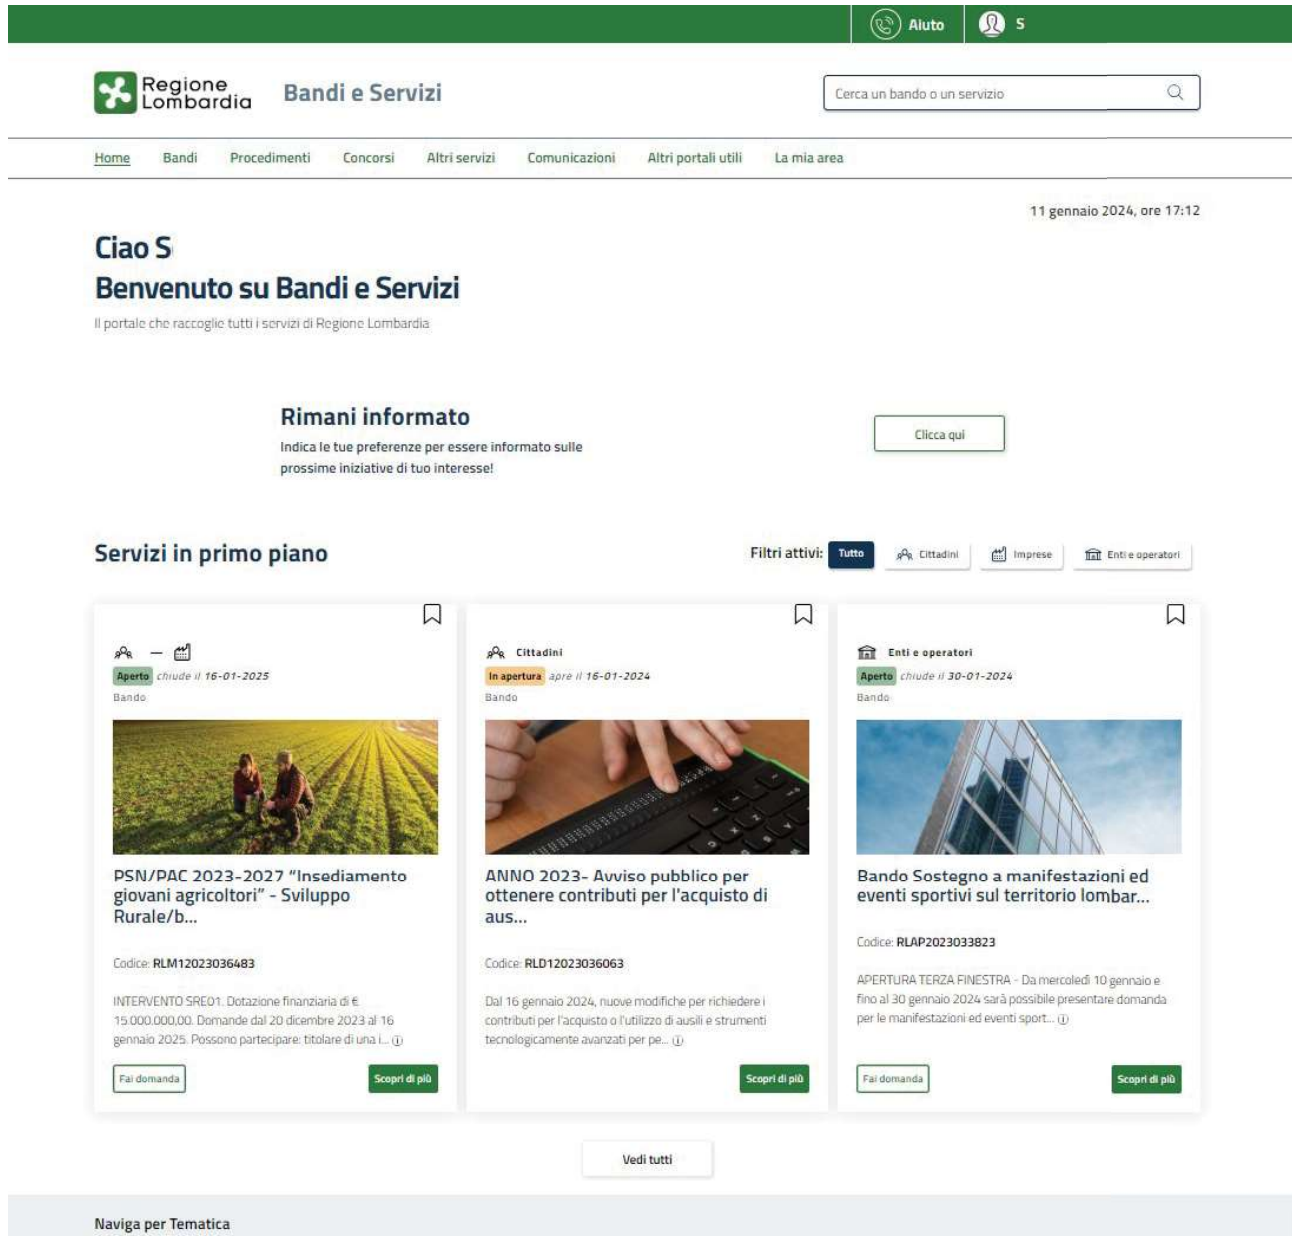 Aiuto
S
Regione
Lombardia
Bandi e Servizi
Cerca un bando o un servizio
Home Bandi Procedimenti Concorsi Altri servizi Comunicazioni Altri portali utili La mia area
11 gennaio 2024, ore 17:12
Ciao S
Benvenuto su Bandi e Servizi
Il portale che raccoglie tutti i servizi di Regione Lombardia
Rimani informato
Indica le tue preferenze per essere informato sulle
prossime iniziative di tuo interesse!
Clicca qui
Servizi in primo piano
Filtri attivi: Tutto Cittadini Imprese Enti e operatori
—
Aperto chiude il 16-01-2025
Bando
PSN/PAC 2023-2027 “Insediamento
giovani agricoltori” - Sviluppo
Rurale/b...
Codice: RLM12023036483
INTERVENTO SRE01. Dotazione finanziaria di €
15.000.000,00. Domande dal 20 dicembre 2023 al 16
gennaio 2025. Possono partecipare: titolare di una i...
Fai domanda
Scopri di più
Cittadini
In apertura apre il 16-01-2024
Bando
ANNO 2023- Avviso pubblico per
ottenere contributi per l'acquisto di
aus...
Codice: RLD12023036063
Dal 16 gennaio 2024, nuove modifiche per richiedere i
contributi per l'acquisto o l'utilizzo di ausili e strumenti
tecnologicamente avanzati per pe...
Scopri di più
Enti e operatori
Aperto chiude il 30-01-2024
Bando
Bando Sostegno a manifestazioni ed
eventi sportivi sul territorio lombar...
Codice: RLAP2023033823
APERTURA TERZA FINESTRA - Da mercoledì 10 gennaio e
fino al 30 gennaio 2024 sarà possibile presentare domanda
per le manifestazioni ed eventi sport...
Fai domanda
Scopri di più
Vedi tutti
Naviga per Tematica